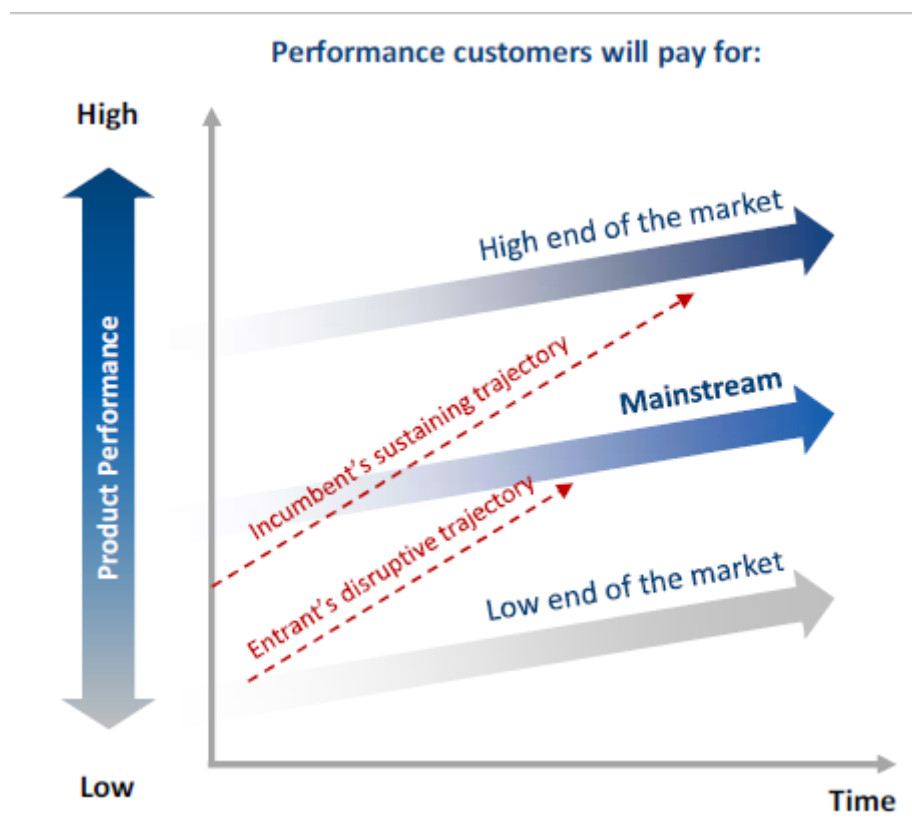 Performance customers will pay for:
High
High end of the market
Incumbent's sustaining trajectory
Mainstream
Product Performance
Entrant's disruptive trajectory
Low end of the market
Low
Time